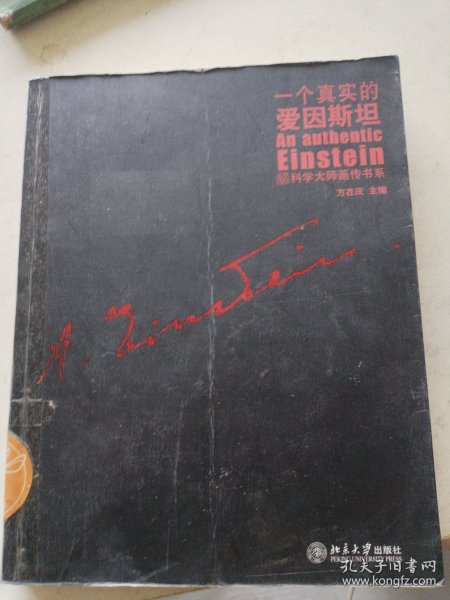 一个真实的
爱因斯坦
An authentic
Einstein
科学大师画传书系
方在庆 主编
A. Einstein.
北京大学出版社
PEKING UNIVERSITY PRESS
孔夫子旧书网
www.kongfz.com